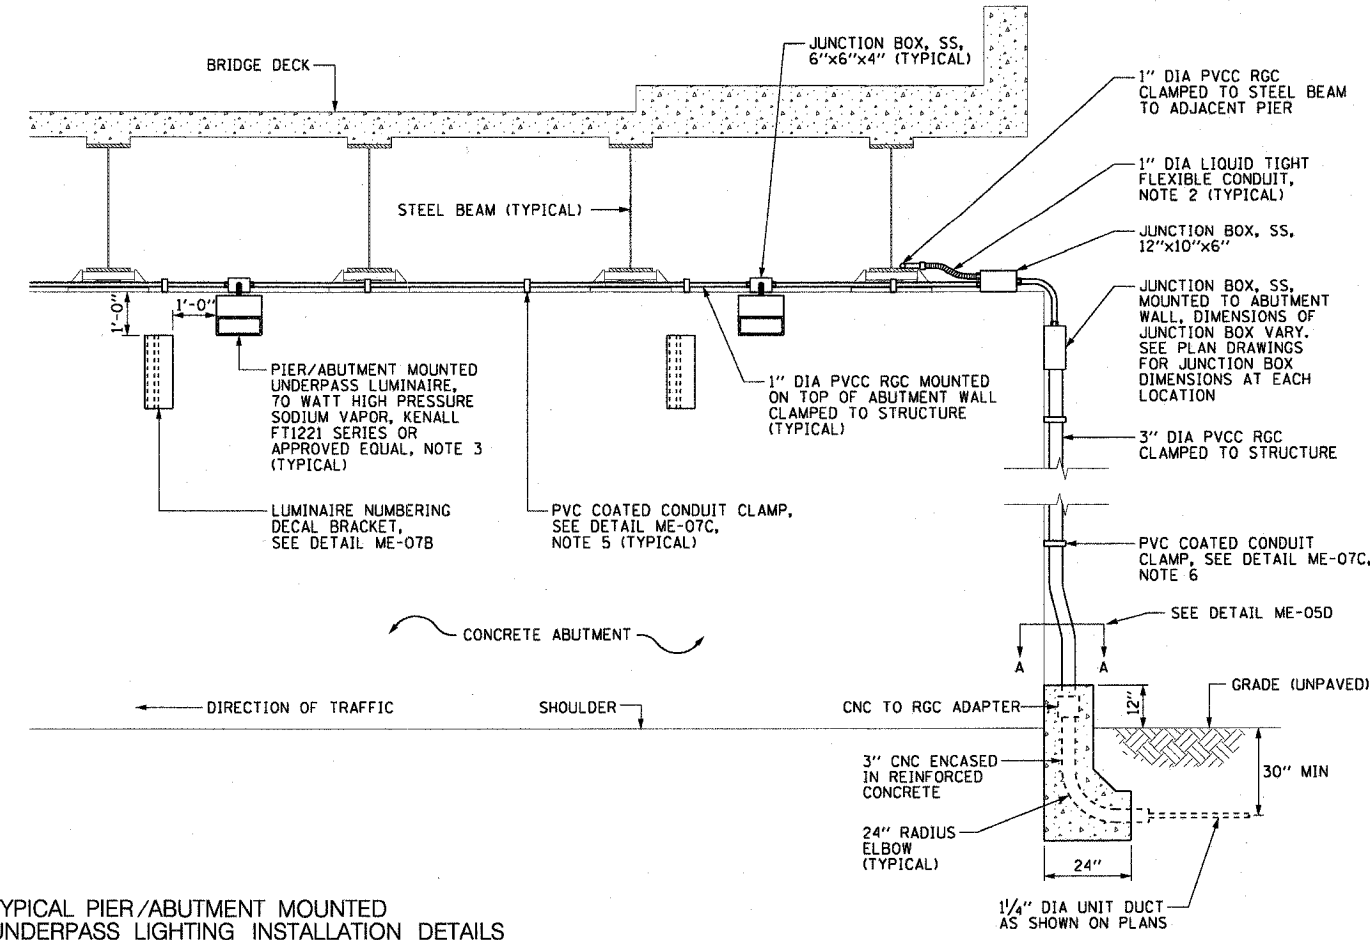 BRIDGE DECK
JUNCTION BOX, SS,
6"x6"x4" (TYPICAL)
1" DIA PVCC RGC
CLAMPED TO STEEL BEAM
TO ADJACENT PIER
1" DIA LIQUID TIGHT
FLEXIBLE CONDUIT,
NOTE 2 (TYPICAL)
STEEL BEAM (TYPICAL)
JUNCTION BOX, SS,
12"x10"x6"
JUNCTION BOX, SS,
MOUNTED TO ABUTMENT
WALL, DIMENSIONS OF
JUNCTION BOX VARY.
SEE PLAN DRAWINGS
FOR JUNCTION BOX
DIMENSIONS AT EACH
LOCATION
1'-0"
1'-0"
PIER/ABUTMENT MOUNTED
UNDERPASS LUMINAIRE,
70 WATT HIGH PRESSURE
SODIUM VAPOR, KENALL
FT1221 SERIES OR
APPROVED EQUAL, NOTE 3
(TYPICAL)
1" DIA PVCC RGC MOUNTED
ON TOP OF ABUTMENT WALL
CLAMPED TO STRUCTURE
(TYPICAL)
3" DIA PVCC RGC
CLAMPED TO STRUCTURE
LUMINAIRE NUMBERING
DECAL BRACKET,
SEE DETAIL ME-07B
PVC COATED CONDUIT CLAMP,
SEE DETAIL ME-07C,
NOTE 5 (TYPICAL)
PVC COATED CONDUIT
CLAMP, SEE DETAIL ME-07C,
NOTE 6
SEE DETAIL ME-05D
CONCRETE ABUTMENT
A A
GRADE (UNPAVED)
DIRECTION OF TRAFFIC
SHOULDER
CNC TO RGC ADAPTER
12"
3" CNC ENCASED
IN REINFORCED
CONCRETE
30" MIN
24" RADIUS
ELBOW
(TYPICAL)
24"
1 1/4" DIA UNIT DUCT
AS SHOWN ON PLANS
YPICAL PIER/ABUTMENT MOUNTED
UNDERPASS LIGHTING INSTALLATION DETAILS